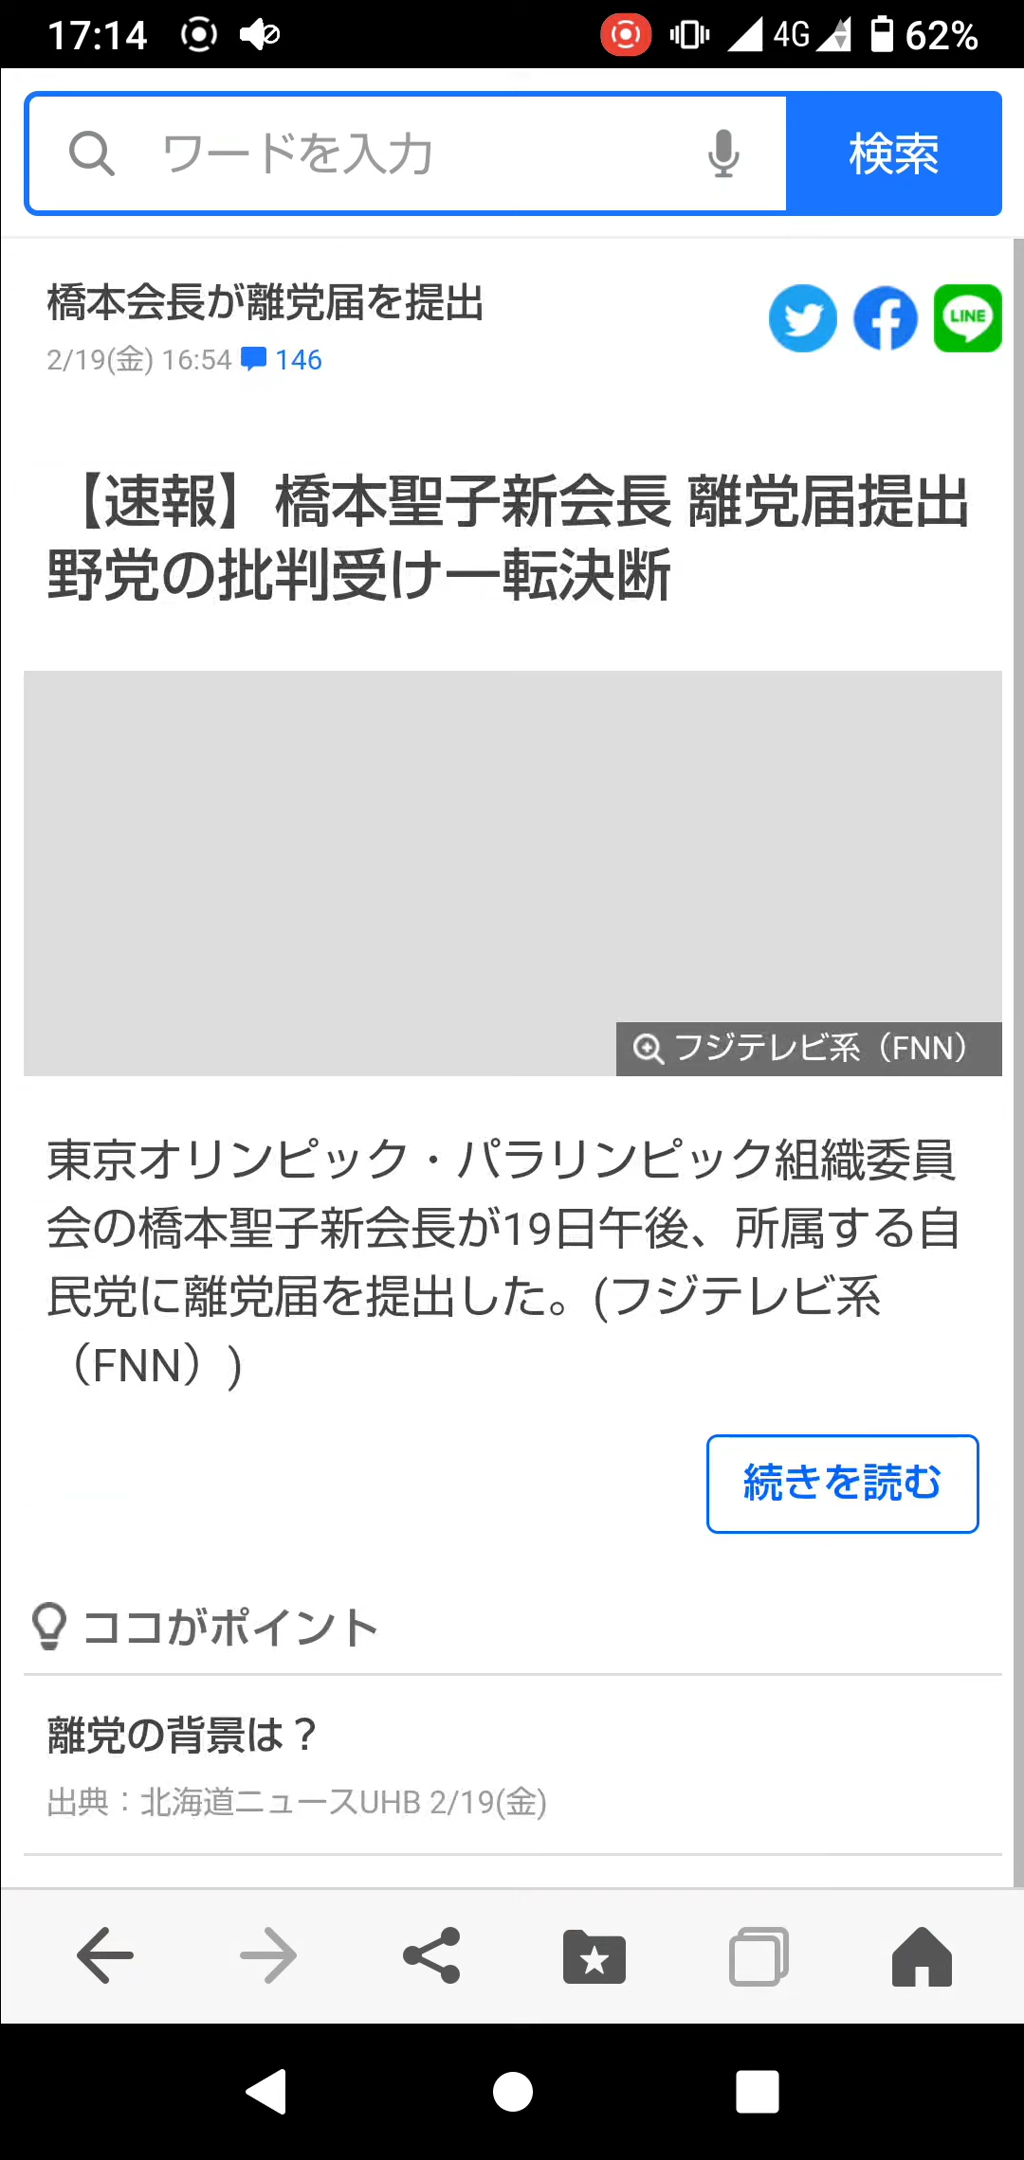 17:14
4G
62%
ワードを入力
検索
橋本会長が離党届を提出
2/19(金) 16:54 146
LINE
【速報】橋本聖子新会長 離党届提出
野党の批判受け一転決断
フジテレビ系（FNN）
東京オリンピック・パラリンピック組織委員
会の橋本聖子新会長が19日午後、所属する自
民党に離党届を提出した。(フジテレビ系
（FNN）)
続きを読む
ココがポイント
離党の背景は？
出典：北海道ニュースUHB 2/19(金)